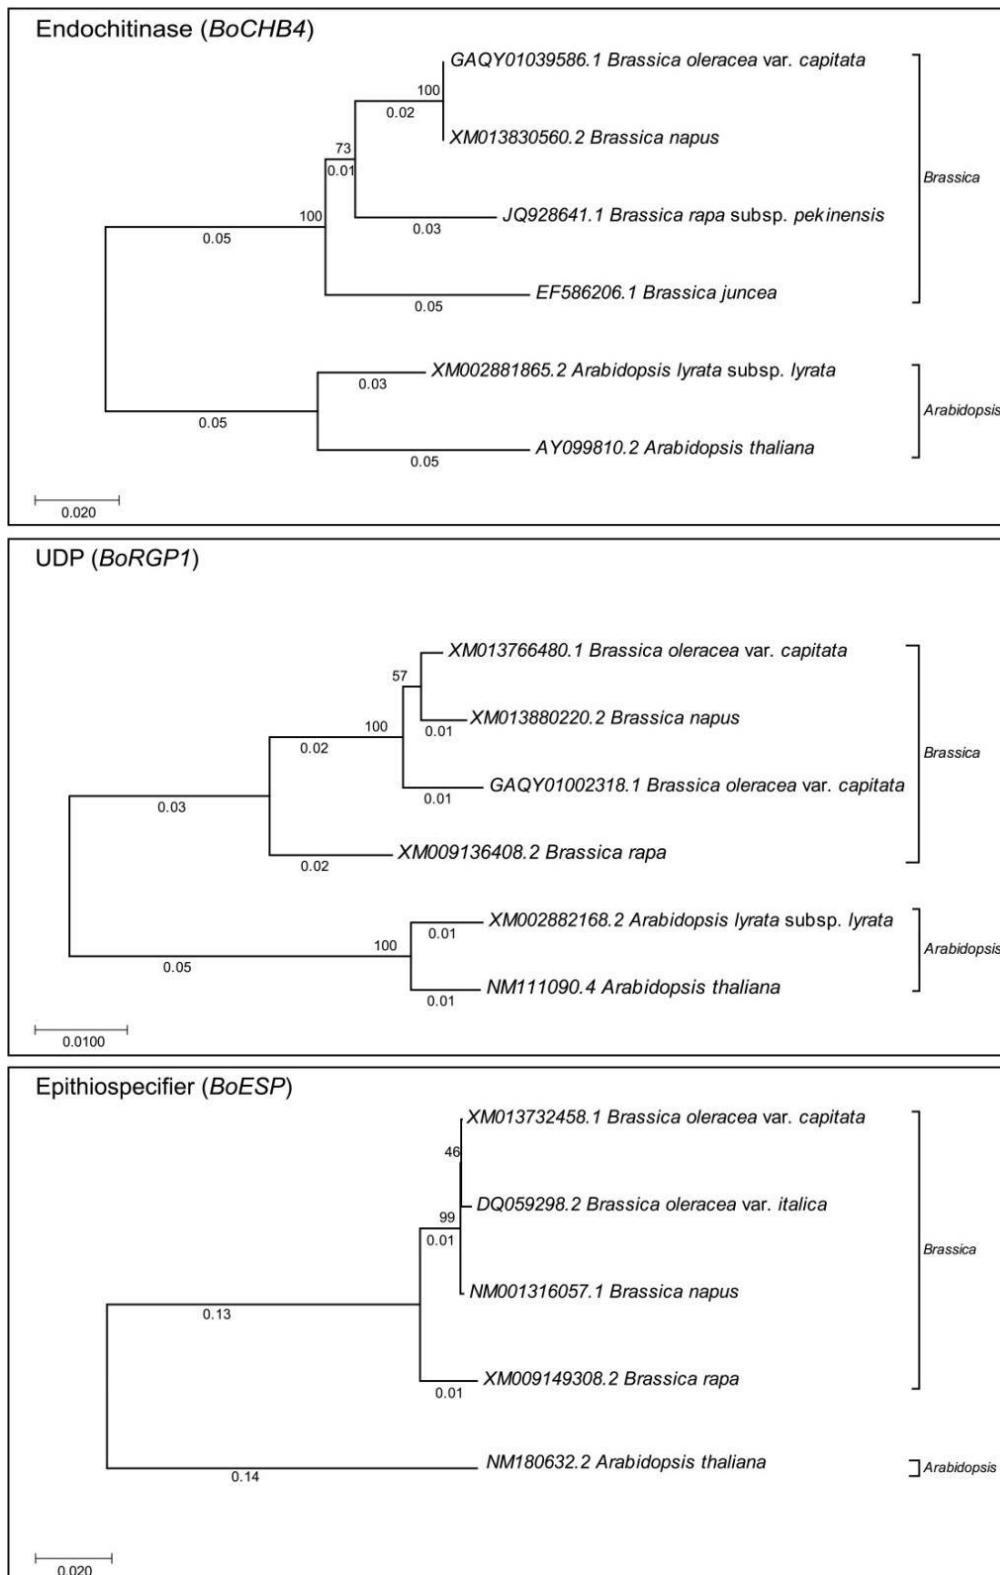 Endochitinase (BoCHB4)
GAQY01039586.1 Brassica oleracea var. capitata
100
0.02
XM013830560.2 Brassica napus
73
0.01
Brassica
JQ928641.1 Brassica rapa subsp. pekinensis
100
0.03
0.05
EF586206.1 Brassica juncea
0.05
XM002881865.2 Arabidopsis lyrata subsp. lyrata
0.03
Arabidopsis
0.05
AY099810.2 Arabidopsis thaliana
0.05
0.020
UDP (BoRGP1)
XM013766480.1 Brassica oleracea var. capitata
57
XM013880220.2 Brassica napus
100
0.01
0.02
Brassica
GAQY01002318.1 Brassica oleracea var. capitata
0.01
0.03
XM009136408.2 Brassica rapa
0.02
XM002882168.2 Arabidopsis lyrata subsp. lyrata
0.01
100
Arabidopsis
0.05
NM111090.4 Arabidopsis thaliana
0.01
0.0100
Epithiospecifier (BoESP)
XM013732458.1 Brassica oleracea var. capitata
46
DQ059298.2 Brassica oleracea var. italica
99
0.01
Brassica
NM001316057.1 Brassica napus
0.13
XM009149308.2 Brassica rapa
0.01
NM180632.2 Arabidopsis thaliana
Arabidopsis
0.14
0.020